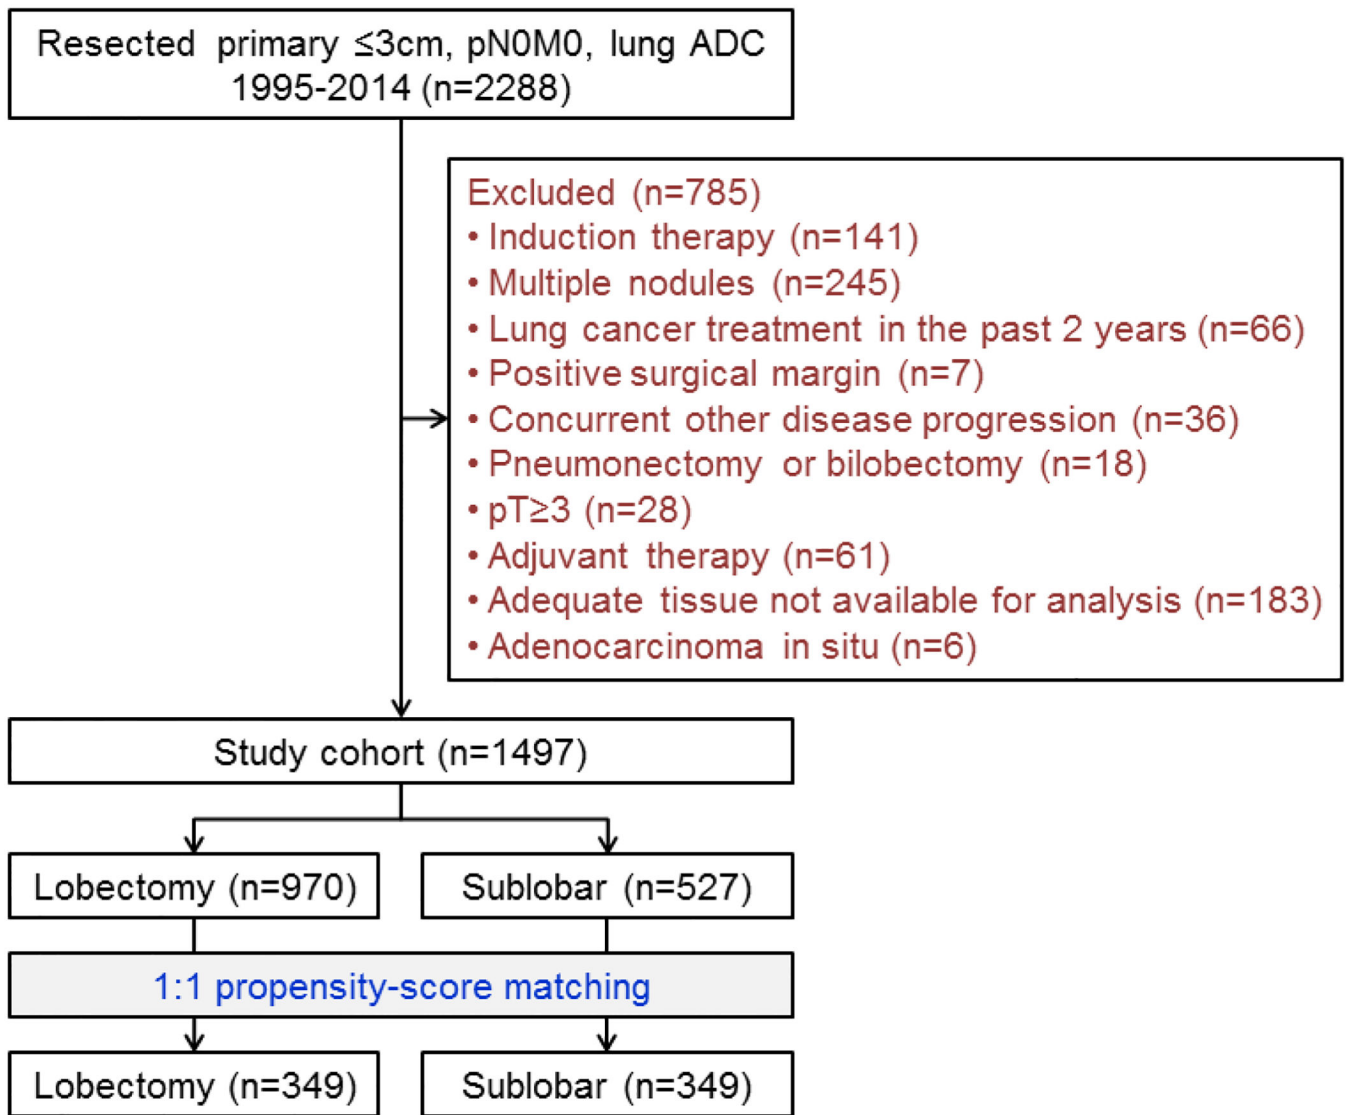 Resected primary ≤3cm, pN0M0, lung ADC
1995-2014 (n=2288)
Excluded (n=785)
• Induction therapy (n=141)
• Multiple nodules (n=245)
• Lung cancer treatment in the past 2 years (n=66)
• Positive surgical margin (n=7)
• Concurrent other disease progression (n=36)
• Pneumonectomy or bilobectomy (n=18)
• pT≥3 (n=28)
• Adjuvant therapy (n=61)
• Adequate tissue not available for analysis (n=183)
• Adenocarcinoma in situ (n=6)
Study cohort (n=1497)
Lobectomy (n=970)
Sublobar (n=527)
1:1 propensity-score matching
Lobectomy (n=349)
Sublobar (n=349)